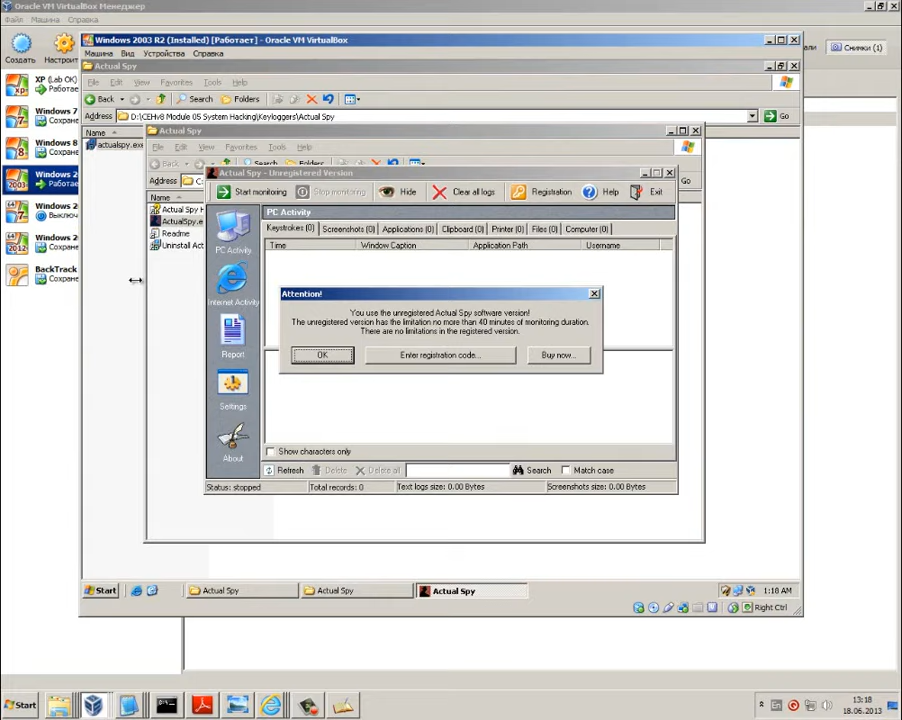 Oracle VM VirtualBox Менеджер
Файл Машина Справка
Создать
Настроит
Снимки (1)
XP (Lab OK)
Работае
Windows 7
Сохране
Windows 8
Сохране
Windows 2
Работае
Windows 2
Выключ
Windows 2
Сохране
BackTrack
Сохране
Windows 2003 R2 (Installed) [Работает] - Oracle VM VirtualBox
Машина Вид Устройства Справка
Actual Spy
File Edit View Favorites Tools Help
Back Search Folders
Address D:\CEHv8 Module 05 System Hacking\Keyloggers\Actual Spy Go
Name
actualspy.exe
Actual Spy
File Edit View Favorites Tools Help
Back Search Folders
Address C: Go
Name
Actual Spy H
ActualSpy.e
Readme
Uninstall Act
Actual Spy - Unregistered Version
Start monitoring Stop monitoring Hide Clear all logs Registration Help Exit
PC Activity
Internet Activity
Report
Settings
About
PC Activity
Keystrokes (0) Screenshots (0) Applications (0) Clipboard (0) Printer (0) Files (0) Computer (0)
Time Window Caption Application Path Username
Attention!
You use the unregistered Actual Spy software version!
The unregistered version has the limitation no more than 40 minutes of monitoring duration.
There are no limitations in the registered version.
OK Enter registration code... Buy now...
Show characters only
Refresh Delete Delete all Search Match case
Status: stopped Total records: 0 Text logs size: 0.00 Bytes Screenshots size: 0.00 Bytes
Start Actual Spy Actual Spy Actual Spy 1:18 AM
Right Ctrl
Start En 13:18
18.06.2013